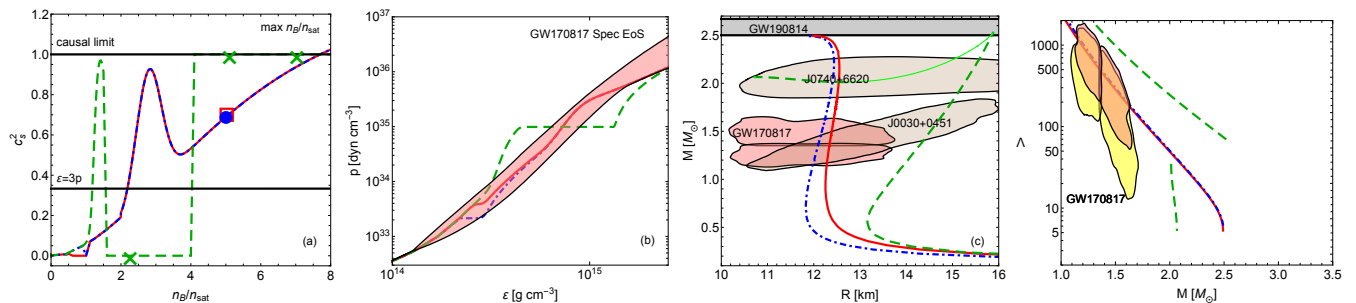 1.2
1.0
0.8
0.6
0.4
0.2
0.0
c_s^2
causal limit
max n_B/n_sat
ε=3p
(a)
0 2 4 6 8
n_B/n_sat
10^37
10^36
10^35
10^34
10^33
p [dyn cm^-3]
GW170817 Spec EoS
(b)
10^14 10^15
ε [g cm^-3]
2.5
2.0
1.5
1.0
0.5
0.0
M [M_⊙]
GW190814
J0740+6620
J0030+0451
GW170817
(c)
10 11 12 13 14 15 16
R [km]
1000
500
100
50
10
5
Λ
GW170817
1.0 1.5 2.0 2.5 3.0 3.5
M [M_⊙]